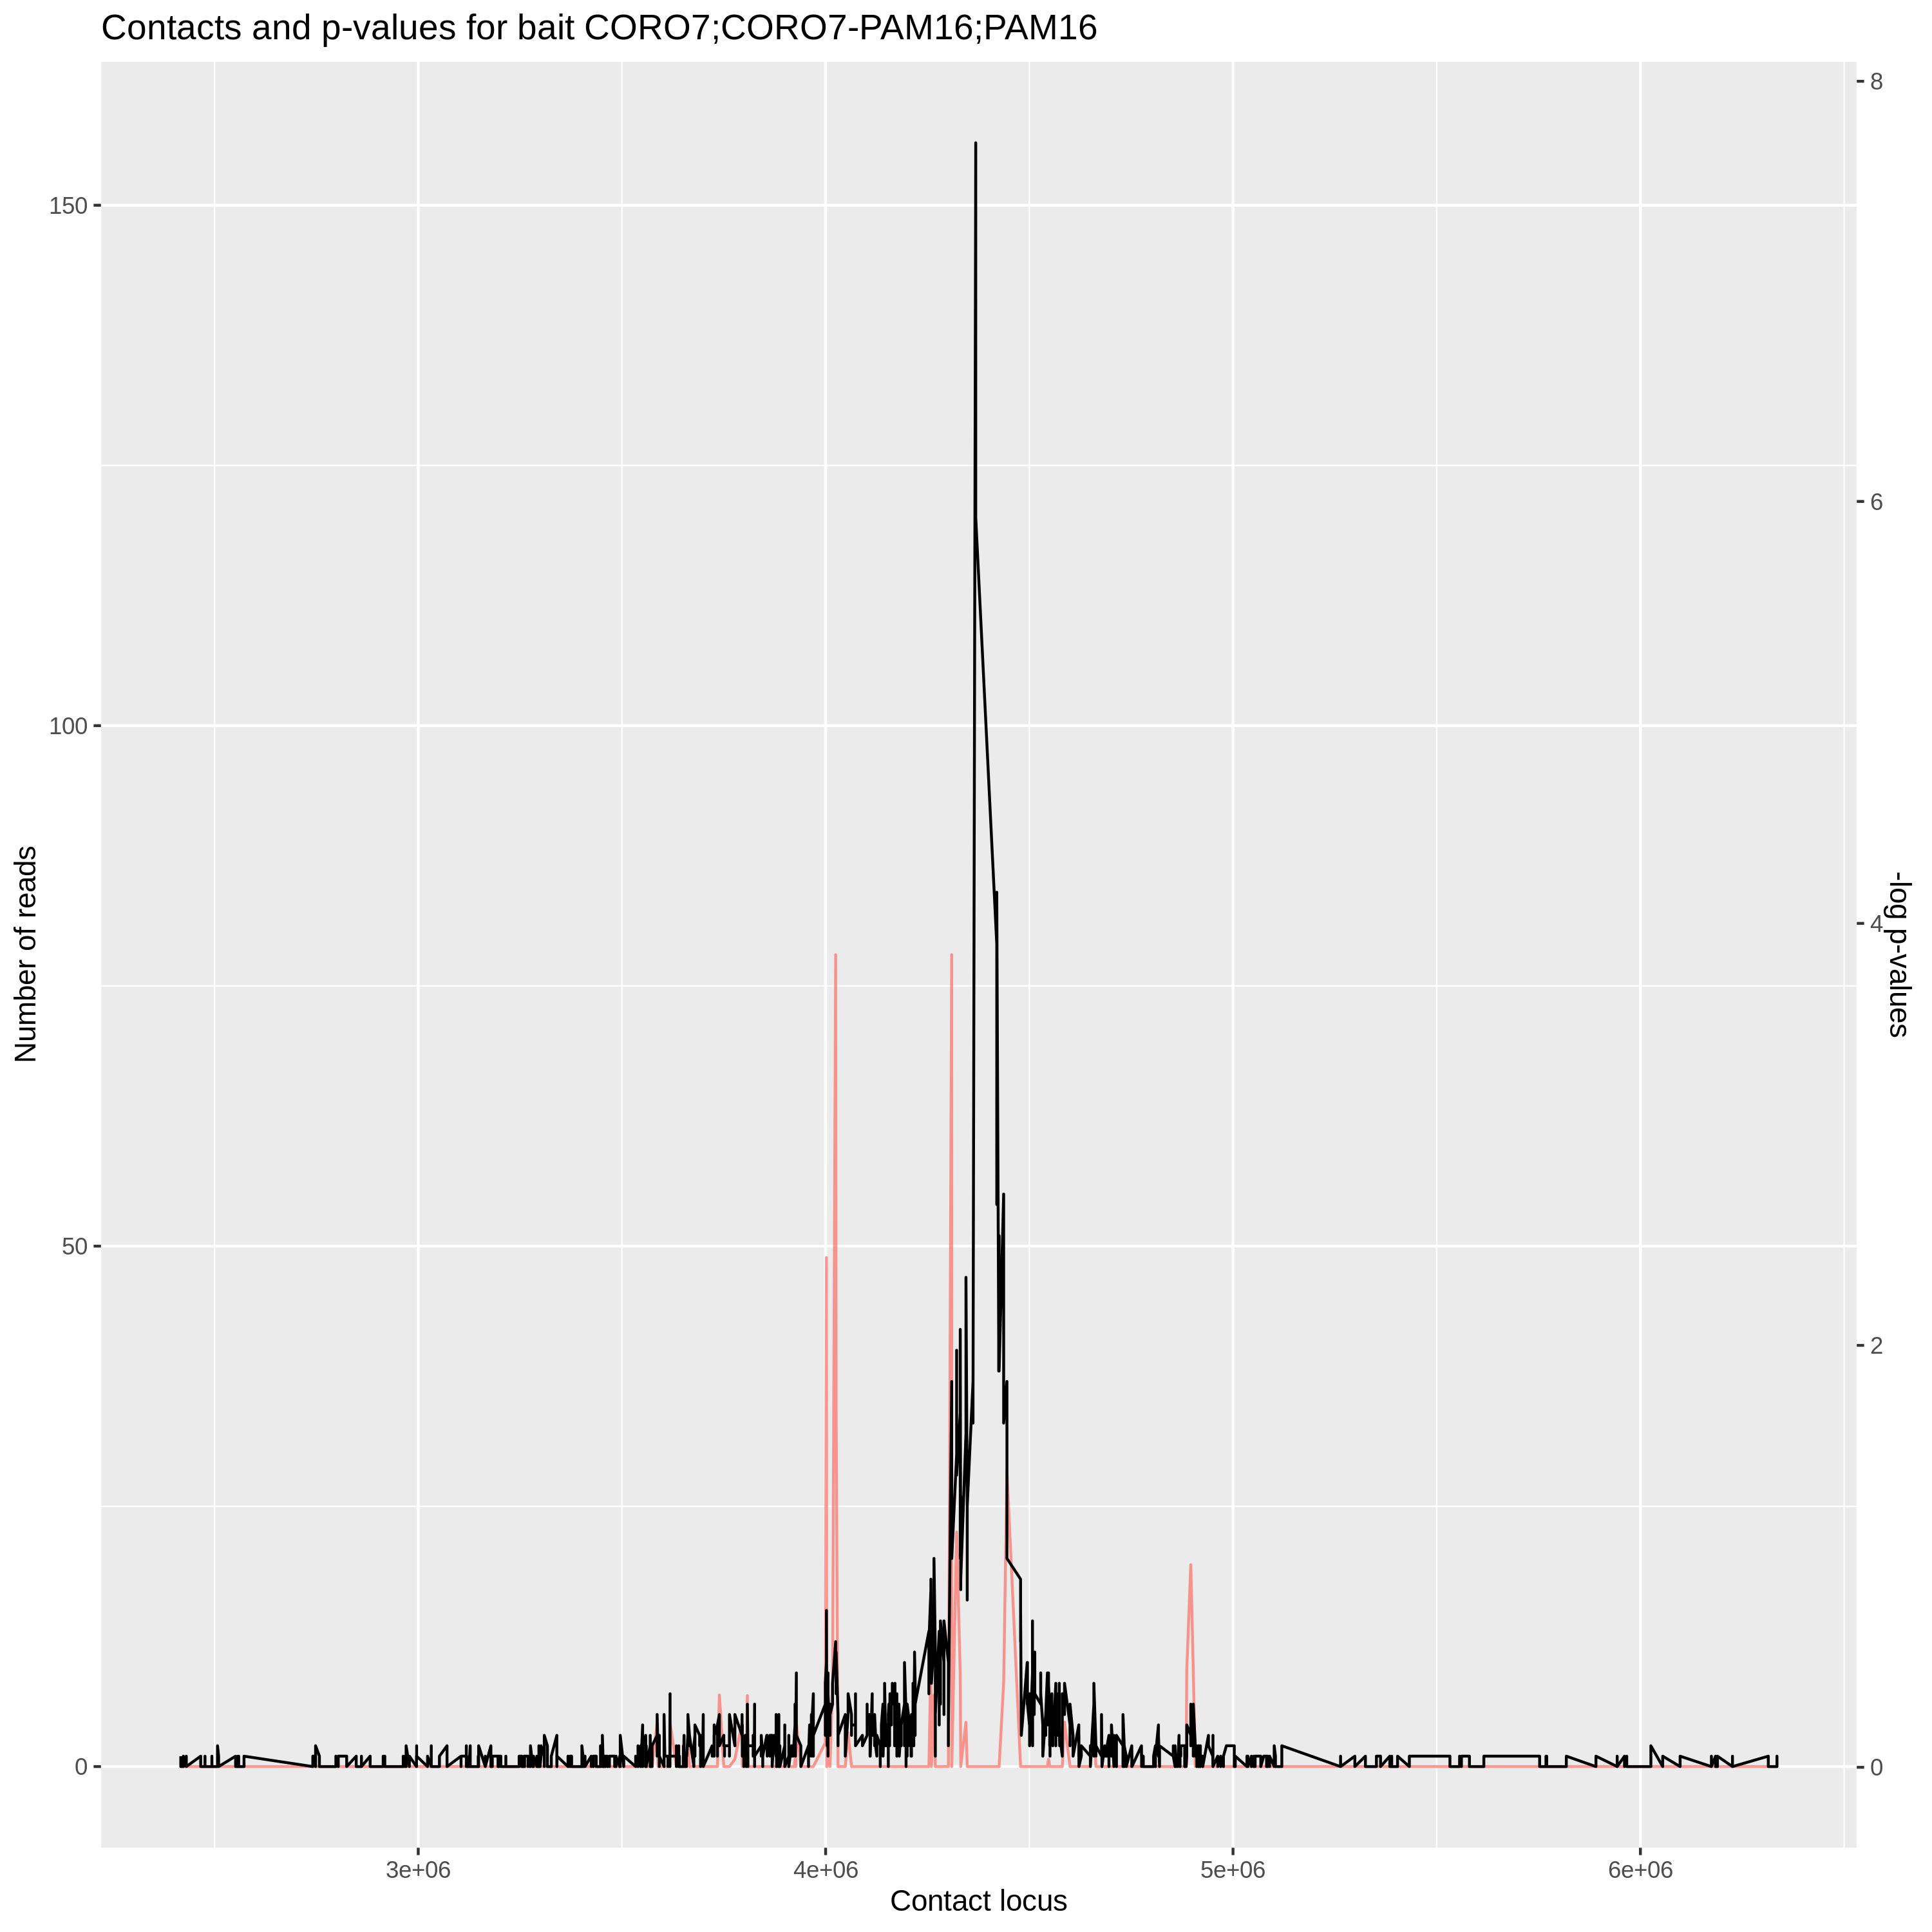 Contacts and p-values for bait CORO7;CORO7-PAM16;PAM16
Number of reads
150
100
50
0
8
6
4
2
0
-log p-values
3e+06
4e+06
5e+06
6e+06
Contact locus